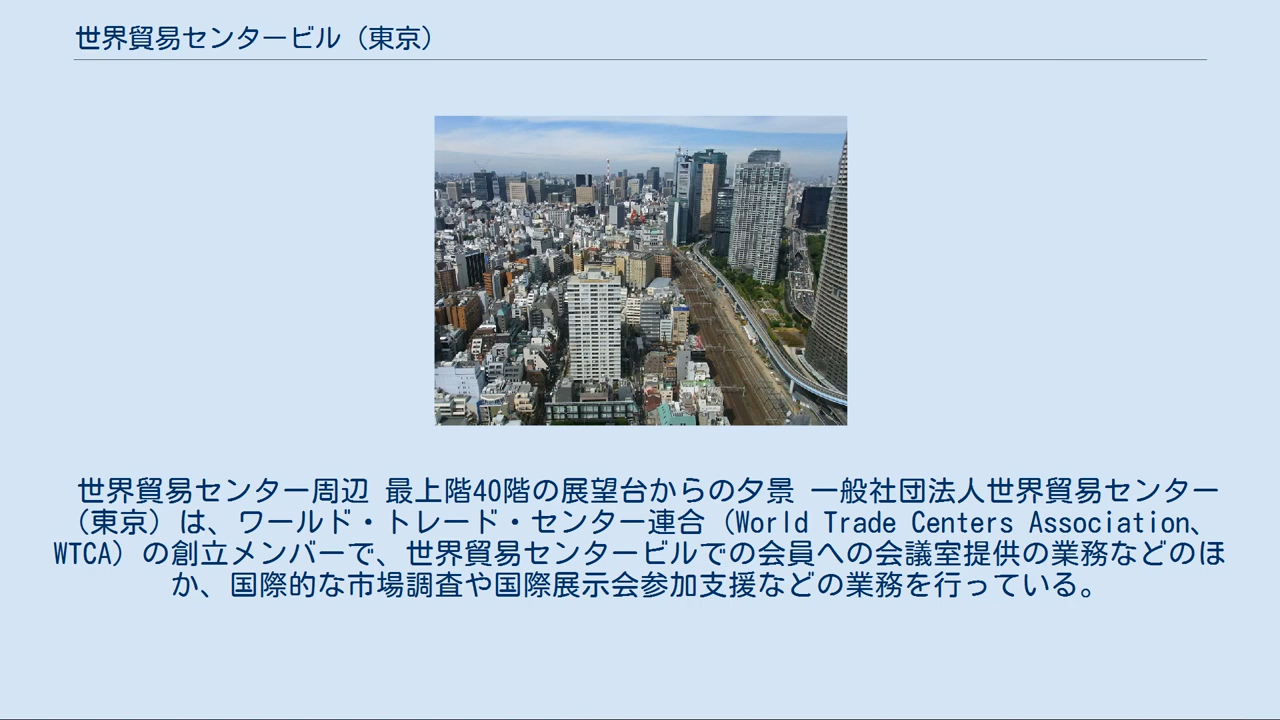 世界貿易センタービル（東京）
世界貿易センター周辺 最上階40階の展望台からの夕景 一般社団法人世界貿易センター
（東京）は、ワールド・トレード・センター連合（World Trade Centers Association、
WTCA）の創立メンバーで、世界貿易センタービルでの会員への会議室提供の業務などのほ
か、国際的な市場調査や国際展示会参加支援などの業務を行っている。